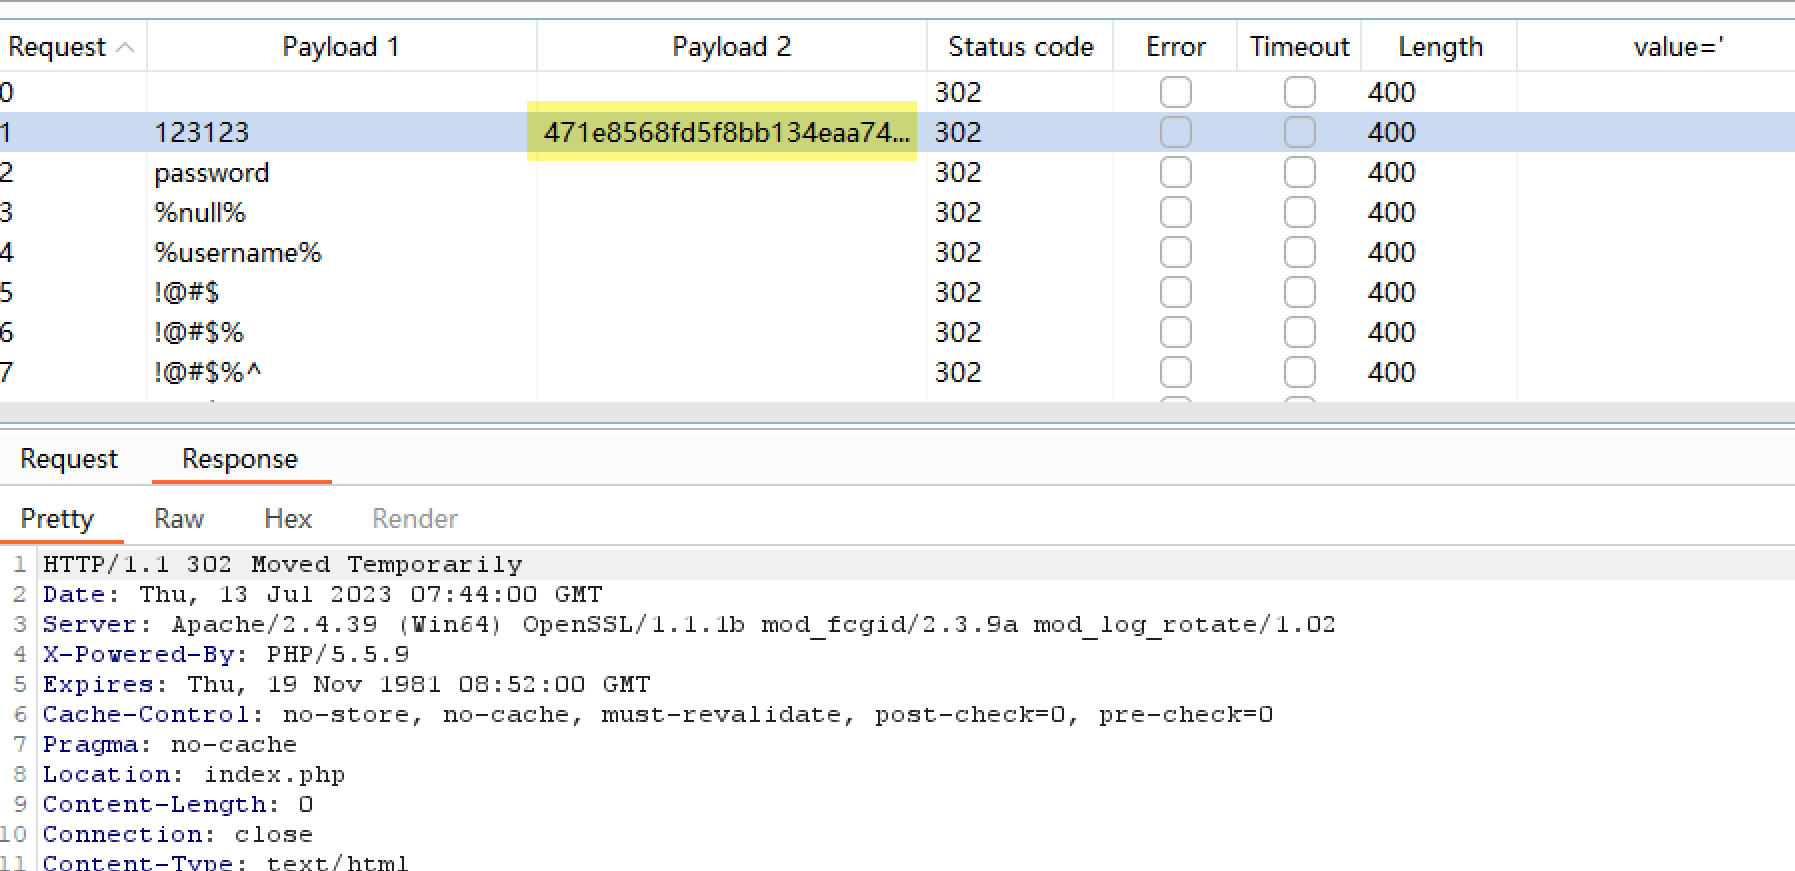 Request Payload 1 Payload 2 Status code Error Timeout Length value='
0 302 400
1 123123 471e8568fd5f8bb134eaa74... 302 400
2 password 302 400
3 %null% 302 400
4 %username% 302 400
5 !@#$ 302 400
6 !@#$% 302 400
7 !@#$%^ 302 400
Request Response
Pretty Raw Hex Render
1 HTTP/1.1 302 Moved Temporarily
2 Date: Thu, 13 Jul 2023 07:44:00 GMT
3 Server: Apache/2.4.39 (Win64) OpenSSL/1.1.1b mod_fcgid/2.3.9a mod_log_rotate/1.02
4 X-Powered-By: PHP/5.5.9
5 Expires: Thu, 19 Nov 1981 08:52:00 GMT
6 Cache-Control: no-store, no-cache, must-revalidate, post-check=0, pre-check=0
7 Pragma: no-cache
8 Location: index.php
9 Content-Length: 0
10 Connection: close
11 Content-Type: text/html